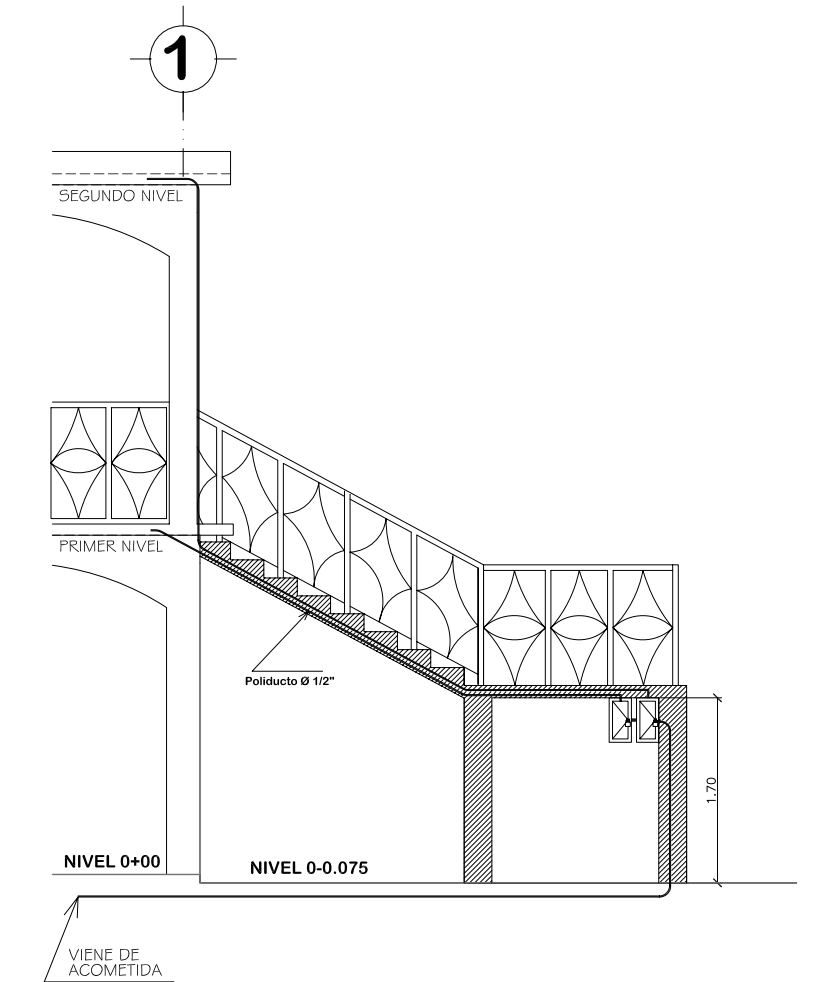 1
SEGUNDO NIVEL
PRIMER NIVEL
Poliducto Ø 1/2"
1.70
NIVEL 0+00
NIVEL 0-0.075
VIENE DE
ACOMETIDA